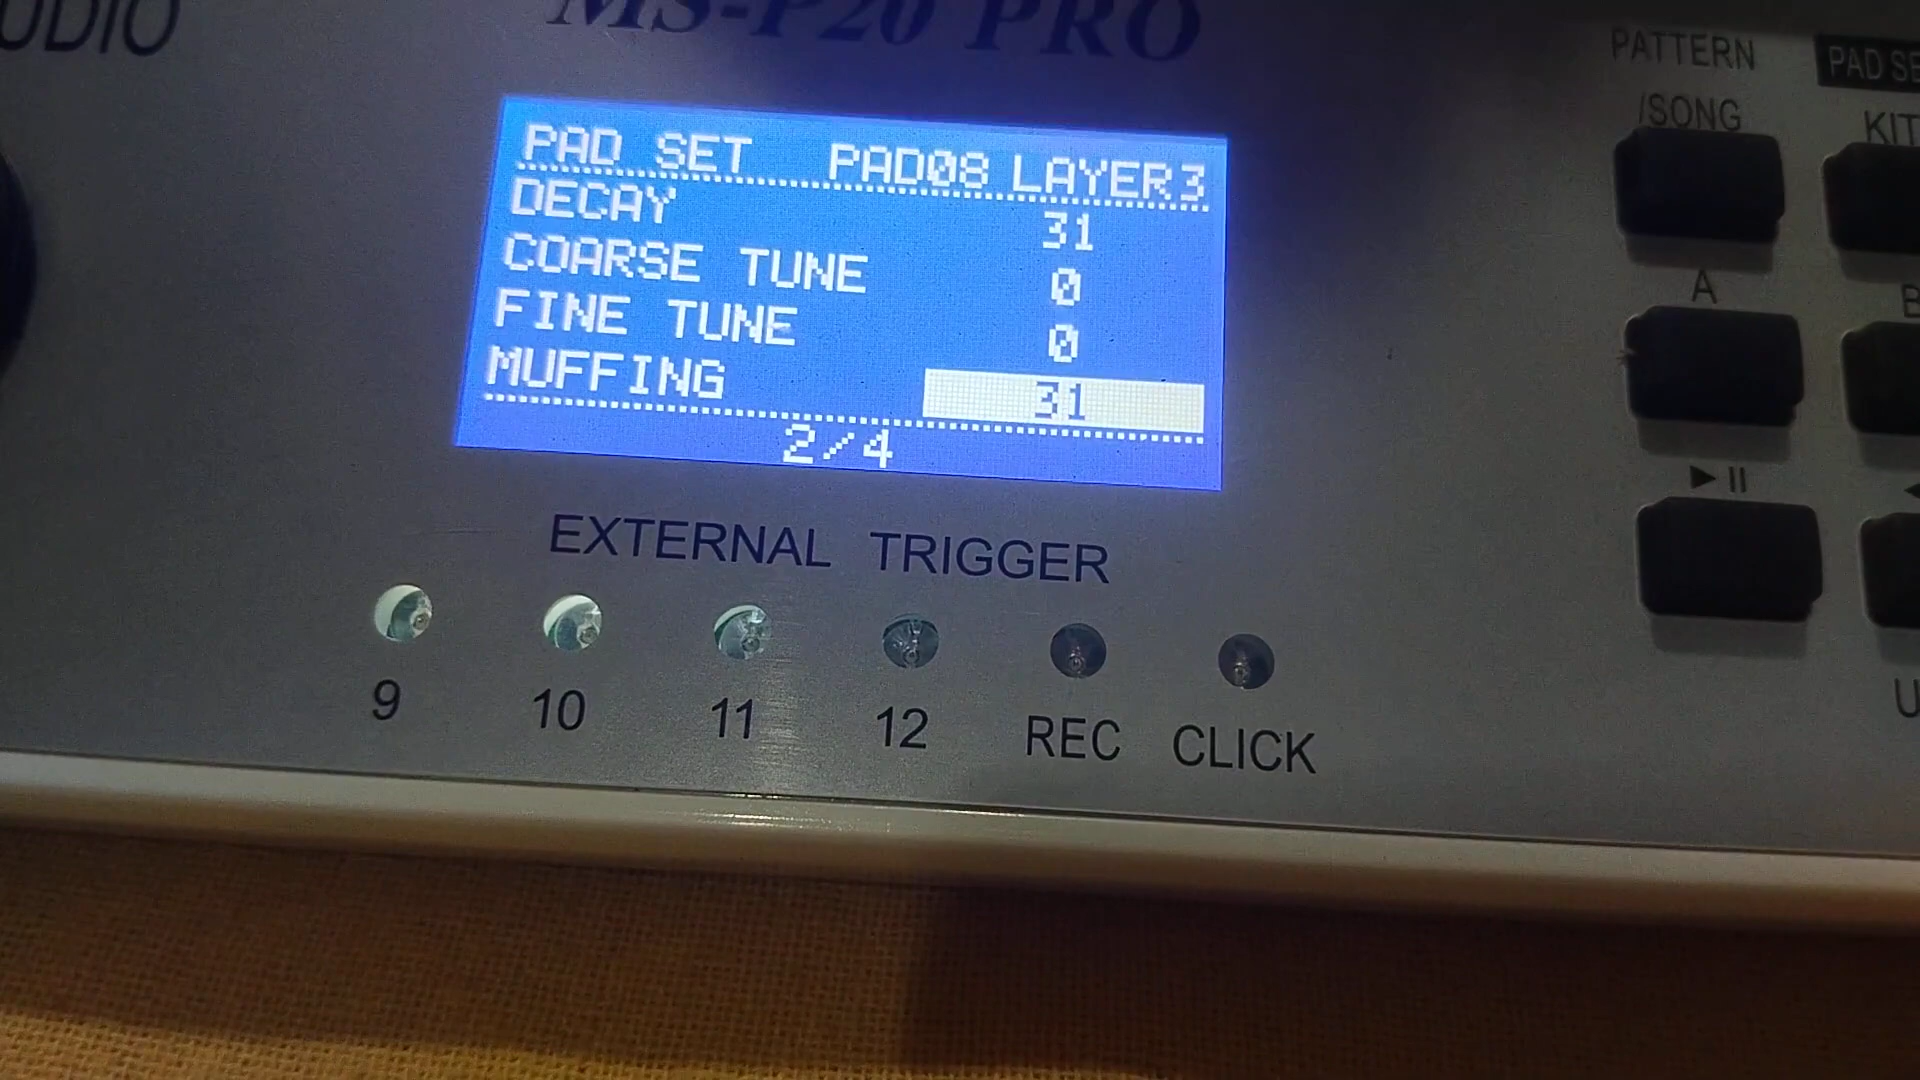 UDIO
MS-P20 PRO
PAD SET PAD08 LAYER3
DECAY 31
COARSE TUNE 0
FINE TUNE 0
MUFFING 31
2/4
EXTERNAL TRIGGER
9 10 11 12 REC CLICK
PATTERN
/SONG
PAD SE
KIT
A
B
U